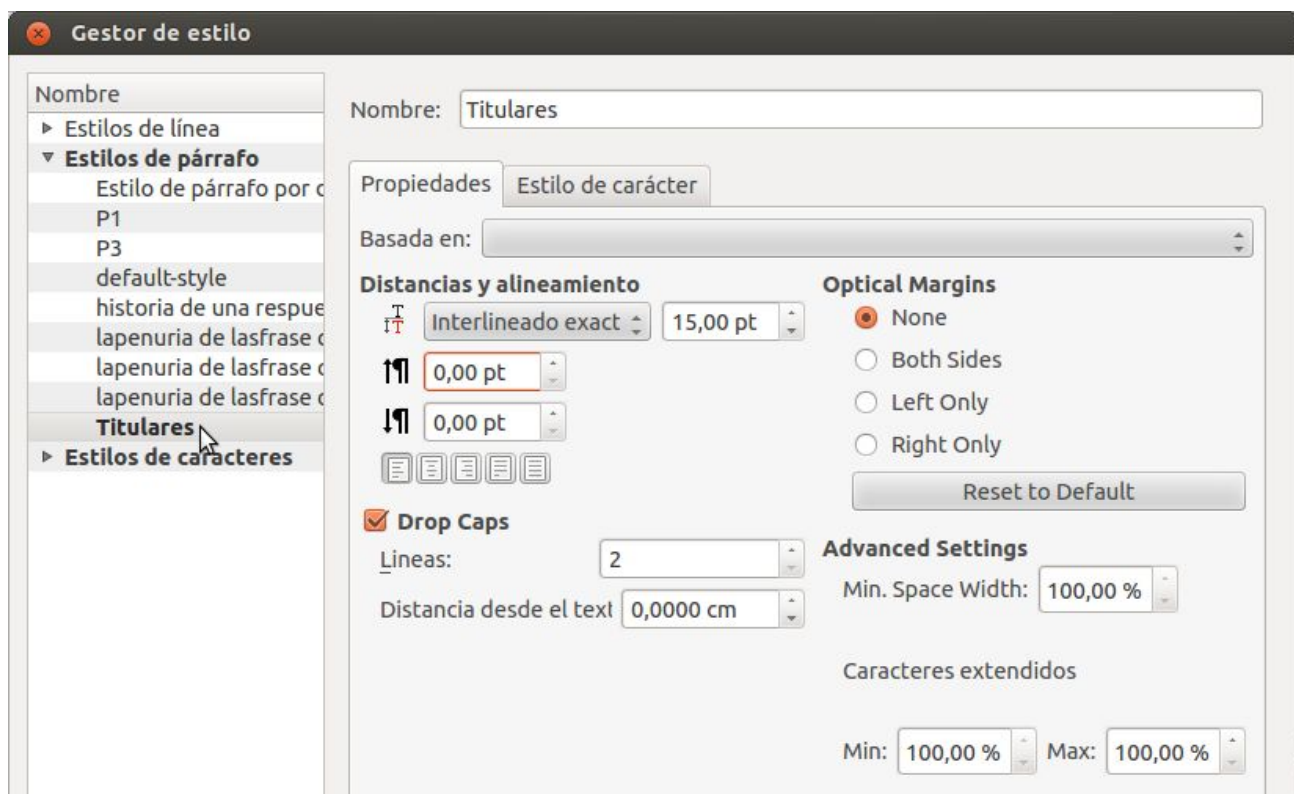 Gestor de estilo
Nombre
Estilos de línea
Estilos de párrafo
Estilo de párrafo por
P1
P3
default-style
historia de una respue
lapenuria de lasfrase
lapenuria de lasfrase
lapenuria de lasfrase
Titulares
Estilos de caracteres
Nombre: Titulares
Propiedades Estilo de carácter
Basada en:
Distancias y alineamiento
Interlineado exact 15,00 pt
0,00 pt
0,00 pt
Drop Caps
Lineas: 2
Distancia desde el text 0,0000 cm
Optical Margins
None
Both Sides
Left Only
Right Only
Reset to Default
Advanced Settings
Min. Space Width: 100,00 %
Caracteres extendidos
Min: 100,00 % Max: 100,00 %